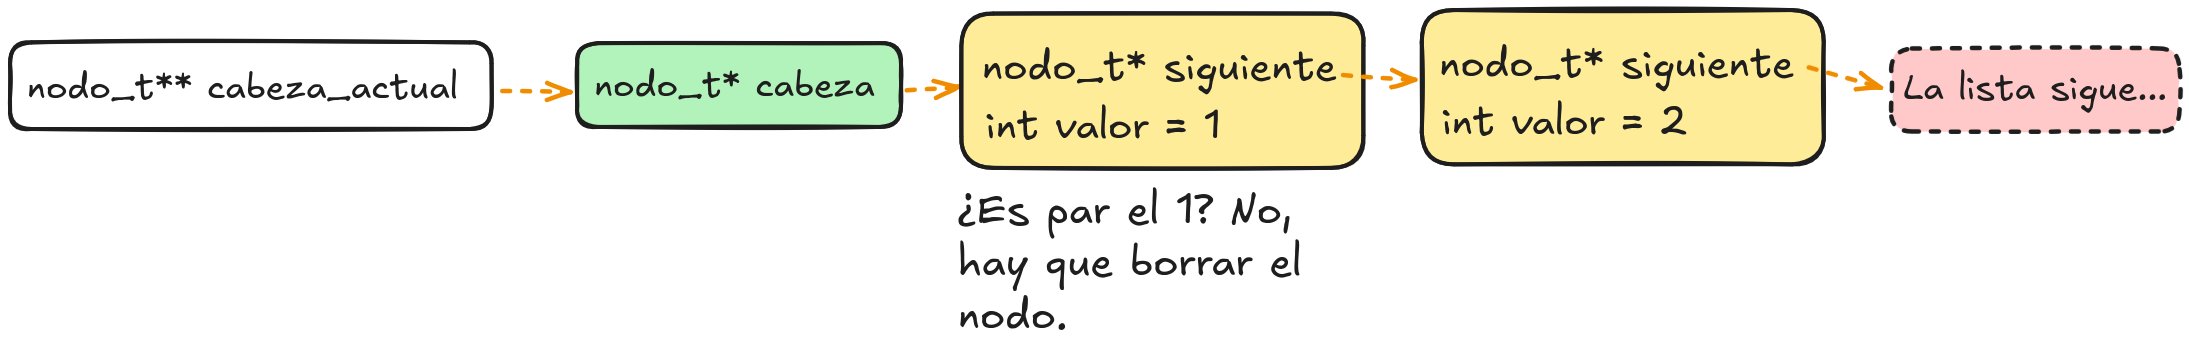 nodo_t** cabeza_actual
nodo_t* cabeza
nodo_t* siguiente
int valor = 1
nodo_t* siguiente
int valor = 2
La lista sigue...
¿Es par el 1? No,
hay que borrar el
nodo.